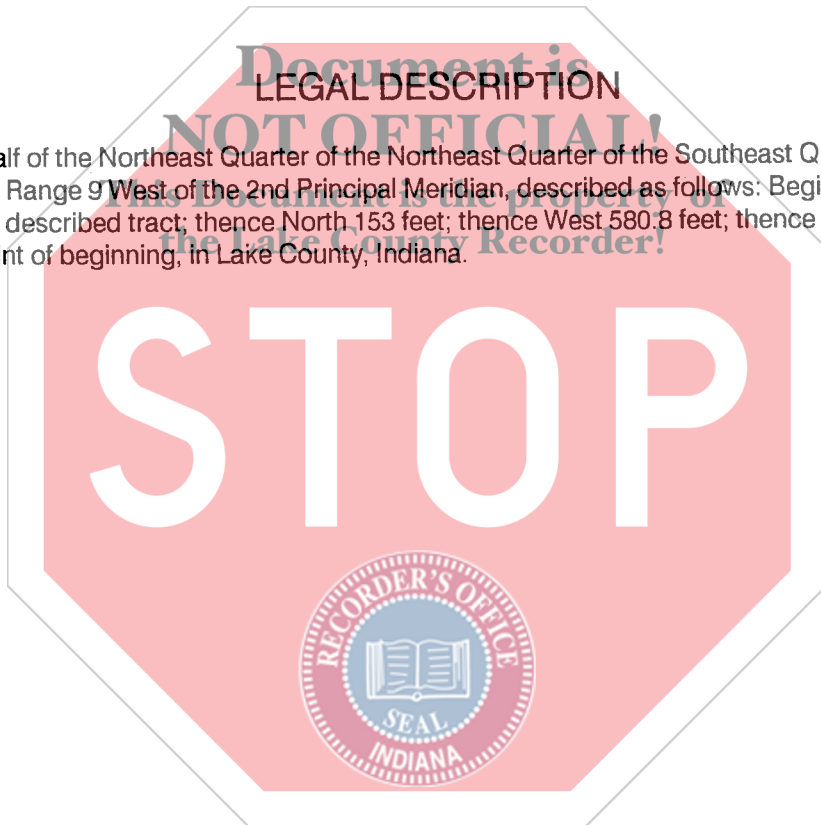 Document is
LEGAL DESCRIPTION
NOT OFFICIAL!
alf of the Northeast Quarter of the Northeast Quarter of the Southeast Q
Range 9 West of the 2nd Principal Meridian, described as follows: Begi
This Document is the property of
described tract; thence North 153 feet; thence West 580.8 feet; thence
the Lake County Recorder!
nt of beginning, in Lake County, Indiana.
STOP
RECORDER'S OFFICE
SEAL
INDIANA